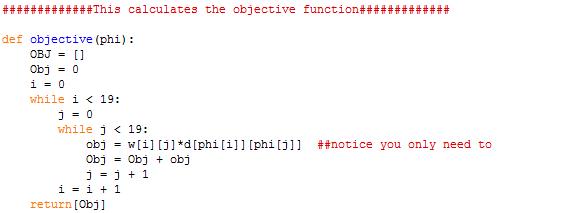 #############This calculates the objective function#############
def objective(phi):
    OBJ = []
    Obj = 0
    i = 0
    while i < 19:
        j = 0
        while j < 19:
            obj = w[i][j]*d[phi[i]][phi[j]]  ##notice you only need to
            Obj = Obj + obj
            j = j + 1
        i = i + 1
    return[Obj]